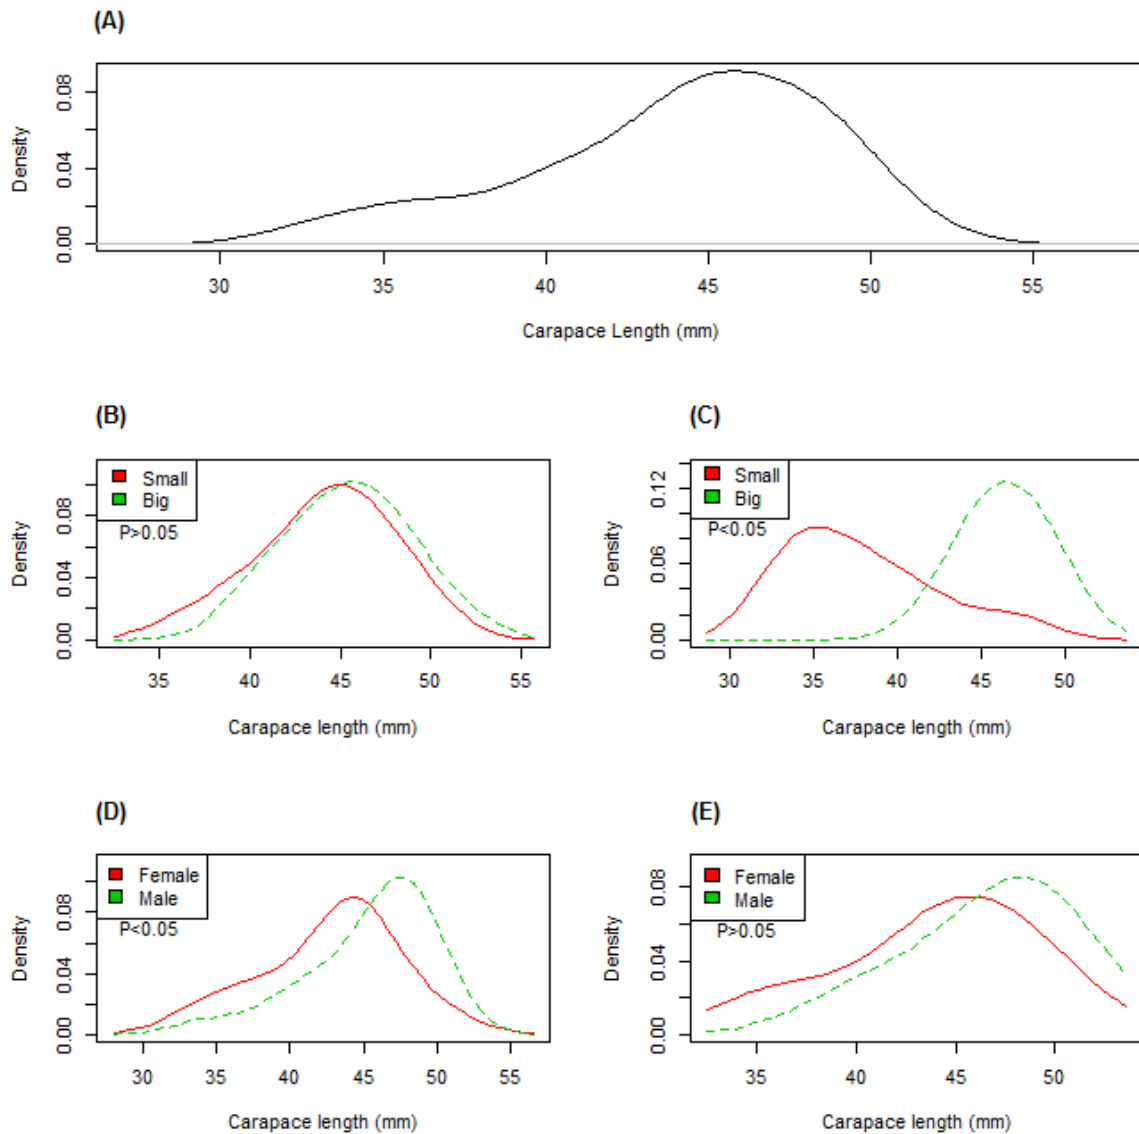 (A)
Density
0.00 0.04 0.08
30 35 40 45 50 55
Carapace Length (mm)
(B)
Small
Big
P>0.05
Density
0.00 0.04 0.08
35 40 45 50 55
Carapace length (mm)
(C)
Small
Big
P<0.05
Density
0.00 0.06 0.12
30 35 40 45 50
Carapace length (mm)
(D)
Female
Male
P<0.05
Density
0.00 0.04 0.08
30 35 40 45 50 55
Carapace length (mm)
(E)
Female
Male
P>0.05
Density
0.00 0.04 0.08
35 40 45 50
Carapace length (mm)